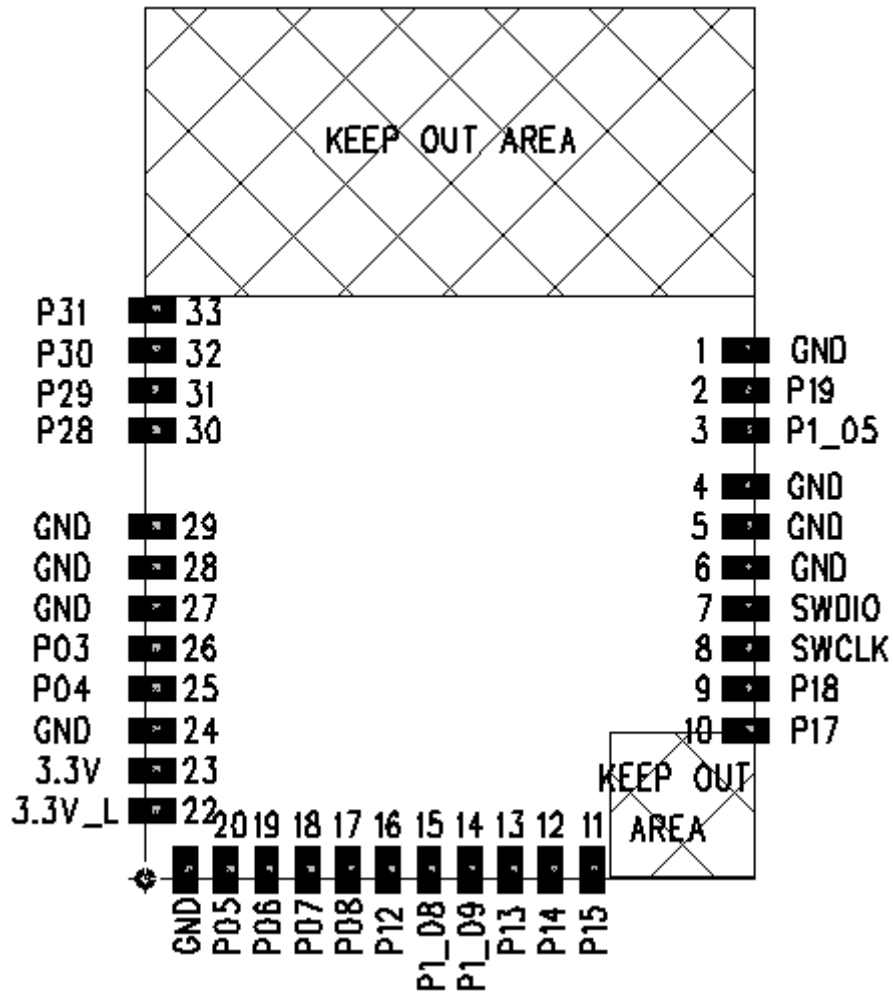 KEEP OUT AREA
P31 33
P30 32
P29 31
P28 30
GND 29
GND 28
GND 27
P03 26
P04 25
GND 24
3.3V 23
3.3V_L 22
1 GND
2 P19
3 P1_05
4 GND
5 GND
6 GND
7 SWDIO
8 SWCLK
9 P18
10 P17
KEEP OUT
AREA
20 19 18 17 16 15 14 13 12 11
GND P05 P06 P07 P08 P12 P1_08 P1_09 P13 P14 P15